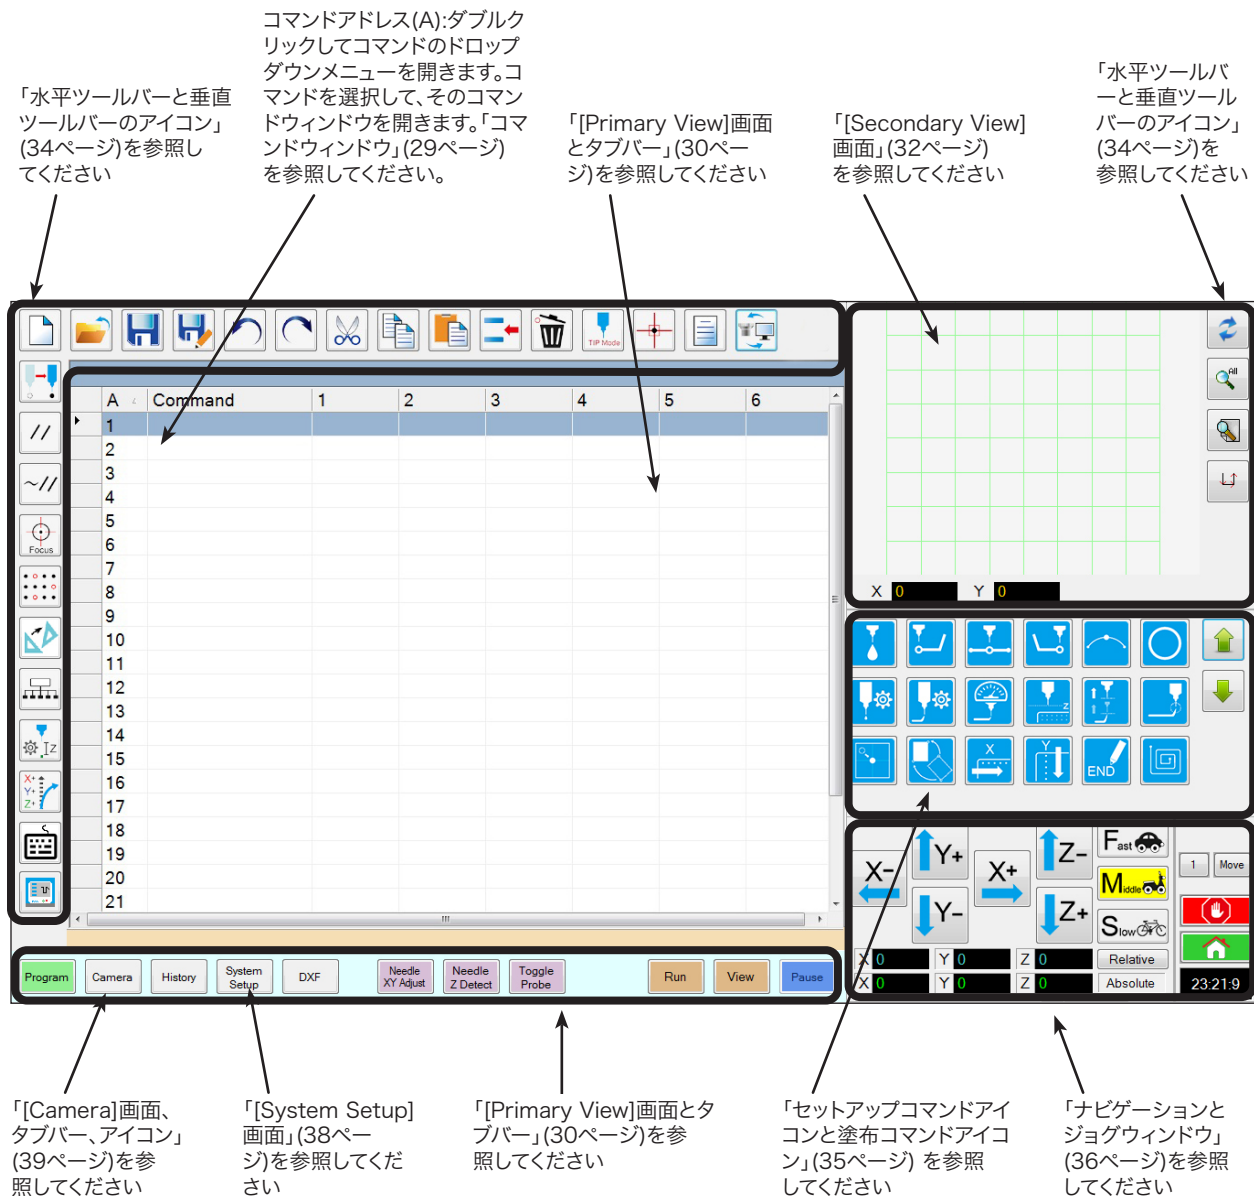 コマンドアドレス(A):ダブルク
リックしてコマンドのドロップ
ダウンメニューを開きます。コ
マンドを選択して、そのコマン
ドウィンドウを開きます。「コマ
ンドウィンドウ」(29ページ)
を参照してください。
「水平ツールバーと垂直
ツールバーのアイコン」
(34ページ)を参照し
てください
「[Primary View]画面
とタブバー」(30ペー
ジ)を参照してください
「[Secondary View]
画面」(32ページ)
を参照してください
「水平ツールバ
ーと垂直ツール
バーのアイコン」
(34ページ)を
参照してください
TIP Mode
All
A Command 1 2 3 4 5 6
1
2
3
4
5
6
7
8
9
10
11
12
13
14
15
16
17
18
19
20
21
//
~//
Focus
Z
X+
Y+
Z+
X 0 Y 0
Z
X
Y
END
X-
Y+
Y-
X+
Z-
Z+
Fast
Middle
Slow
1 Move
X 0 Y 0 Z 0 Relative
X 0 Y 0 Z 0 Absolute
23:21:9
Program
Camera
History
System
Setup
DXF
Needle
XY Adjust
Needle
Z Detect
Toggle
Probe
Run
View
Pause
「[Camera]画面、
タブバー、アイコン」
(39ページ)を参
照してください
「[System Setup]
画面」(38ペー
ジ)を参照してくだ
さい
「[Primary View]画面とタ
ブバー」(30ページ)を参
照してください
「セットアップコマンドアイ
コンと塗布コマンドアイコ
ン」(35ページ) を参照
してください
「ナビゲーションと
ジョグウィンドウ」
(36ページ)を参照
してください